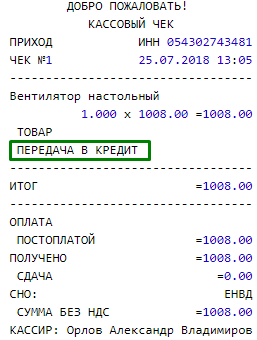 ДОБРО ПОЖАЛОВАТЬ!
КАССОВЫЙ ЧЕК
ПРИХОД ИНН 054302743481
ЧЕК №1 25.07.2018 13:05
Вентилятор настольный
1.000 x 1008.00 =1008.00
ТОВАР
ПЕРЕДАЧА В КРЕДИТ
ИТОГ =1008.00
ОПЛАТА
ПОСТОПЛАТОЙ =1008.00
ПОЛУЧЕНО =1008.00
СДАЧА =0.00
СНО: ЕНВД
СУММА БЕЗ НДС =1008.00
КАССИР: Орлов Александр Владимиров